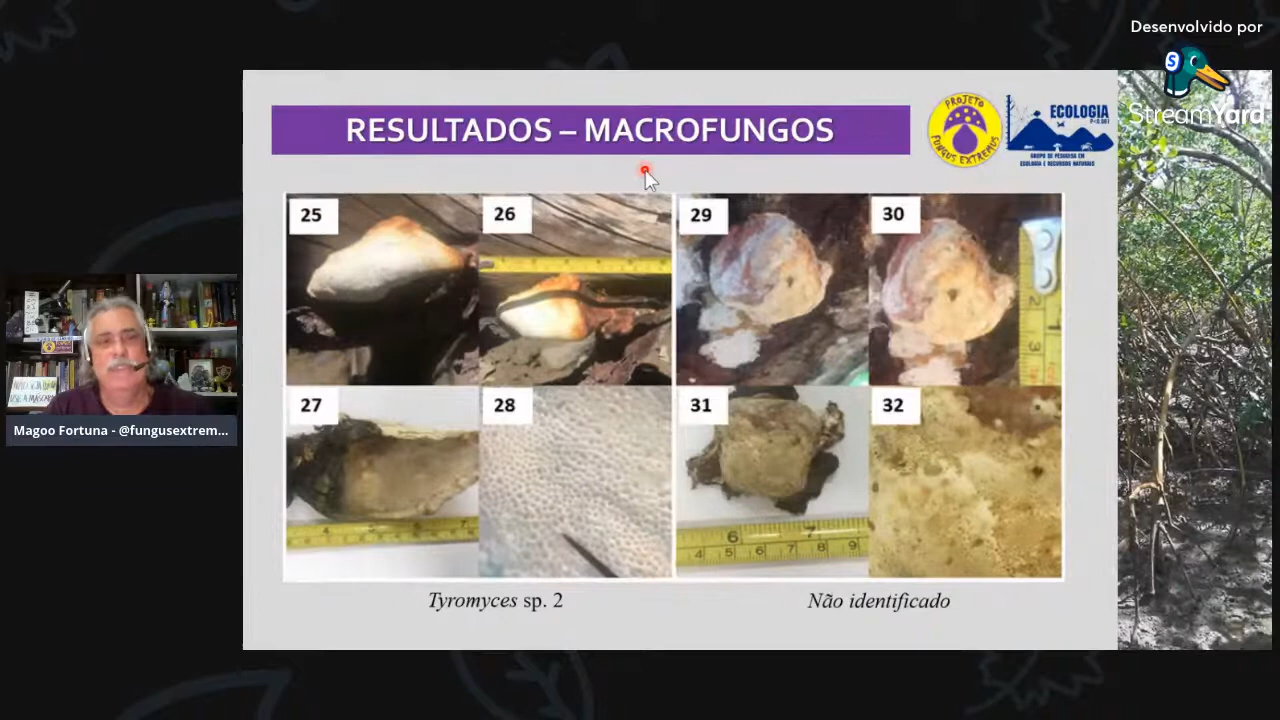 Desenvolvido por
StreamYard
RESULTADOS – MACROFUNGOS
PROJETO
FUNGUS EXTREMUS
ECOLOGIA
GRUPO DE PESQUISA EM
ECOLOGIA E RECURSOS NATURAIS
25
26
29
30
27
28
31
32
Tyromyces sp. 2
Não identificado
Magoo Fortuna - @fungusextrem...